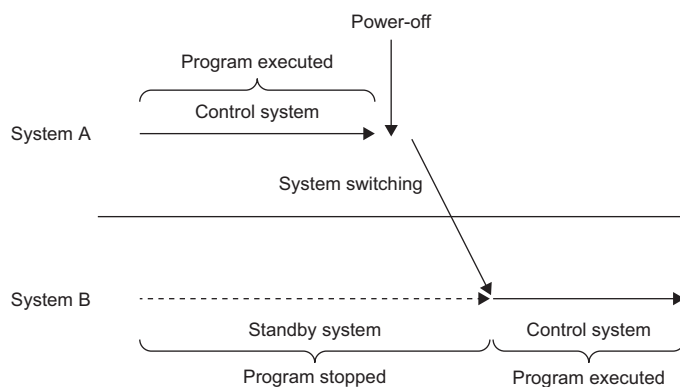 Power-off
Program executed
Control system
System A
System switching
System B
Standby system
Control system
Program stopped
Program executed